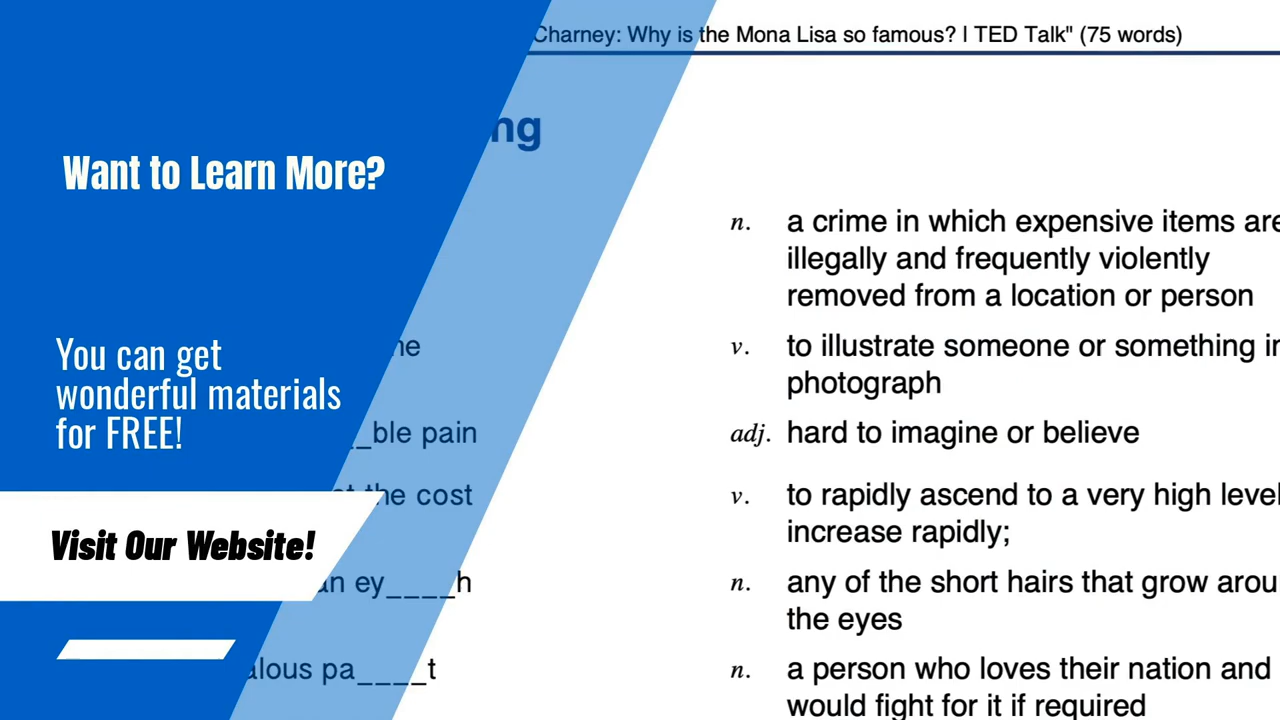 Charney: Why is the Mona Lisa so famous? | TED Talk" (75 words)
ng
Want to Learn More?
You can get
wonderful materials
for FREE!
Visit Our Website!
n. a crime in which expensive items are
illegally and frequently violently
removed from a location or person
ne v. to illustrate someone or something in
photograph
_ble pain adj. hard to imagine or believe
the cost v. to rapidly ascend to a very high level
increase rapidly;
an ey____h n. any of the short hairs that grow arou
the eyes
alous pa____t n. a person who loves their nation and
would fight for it if required